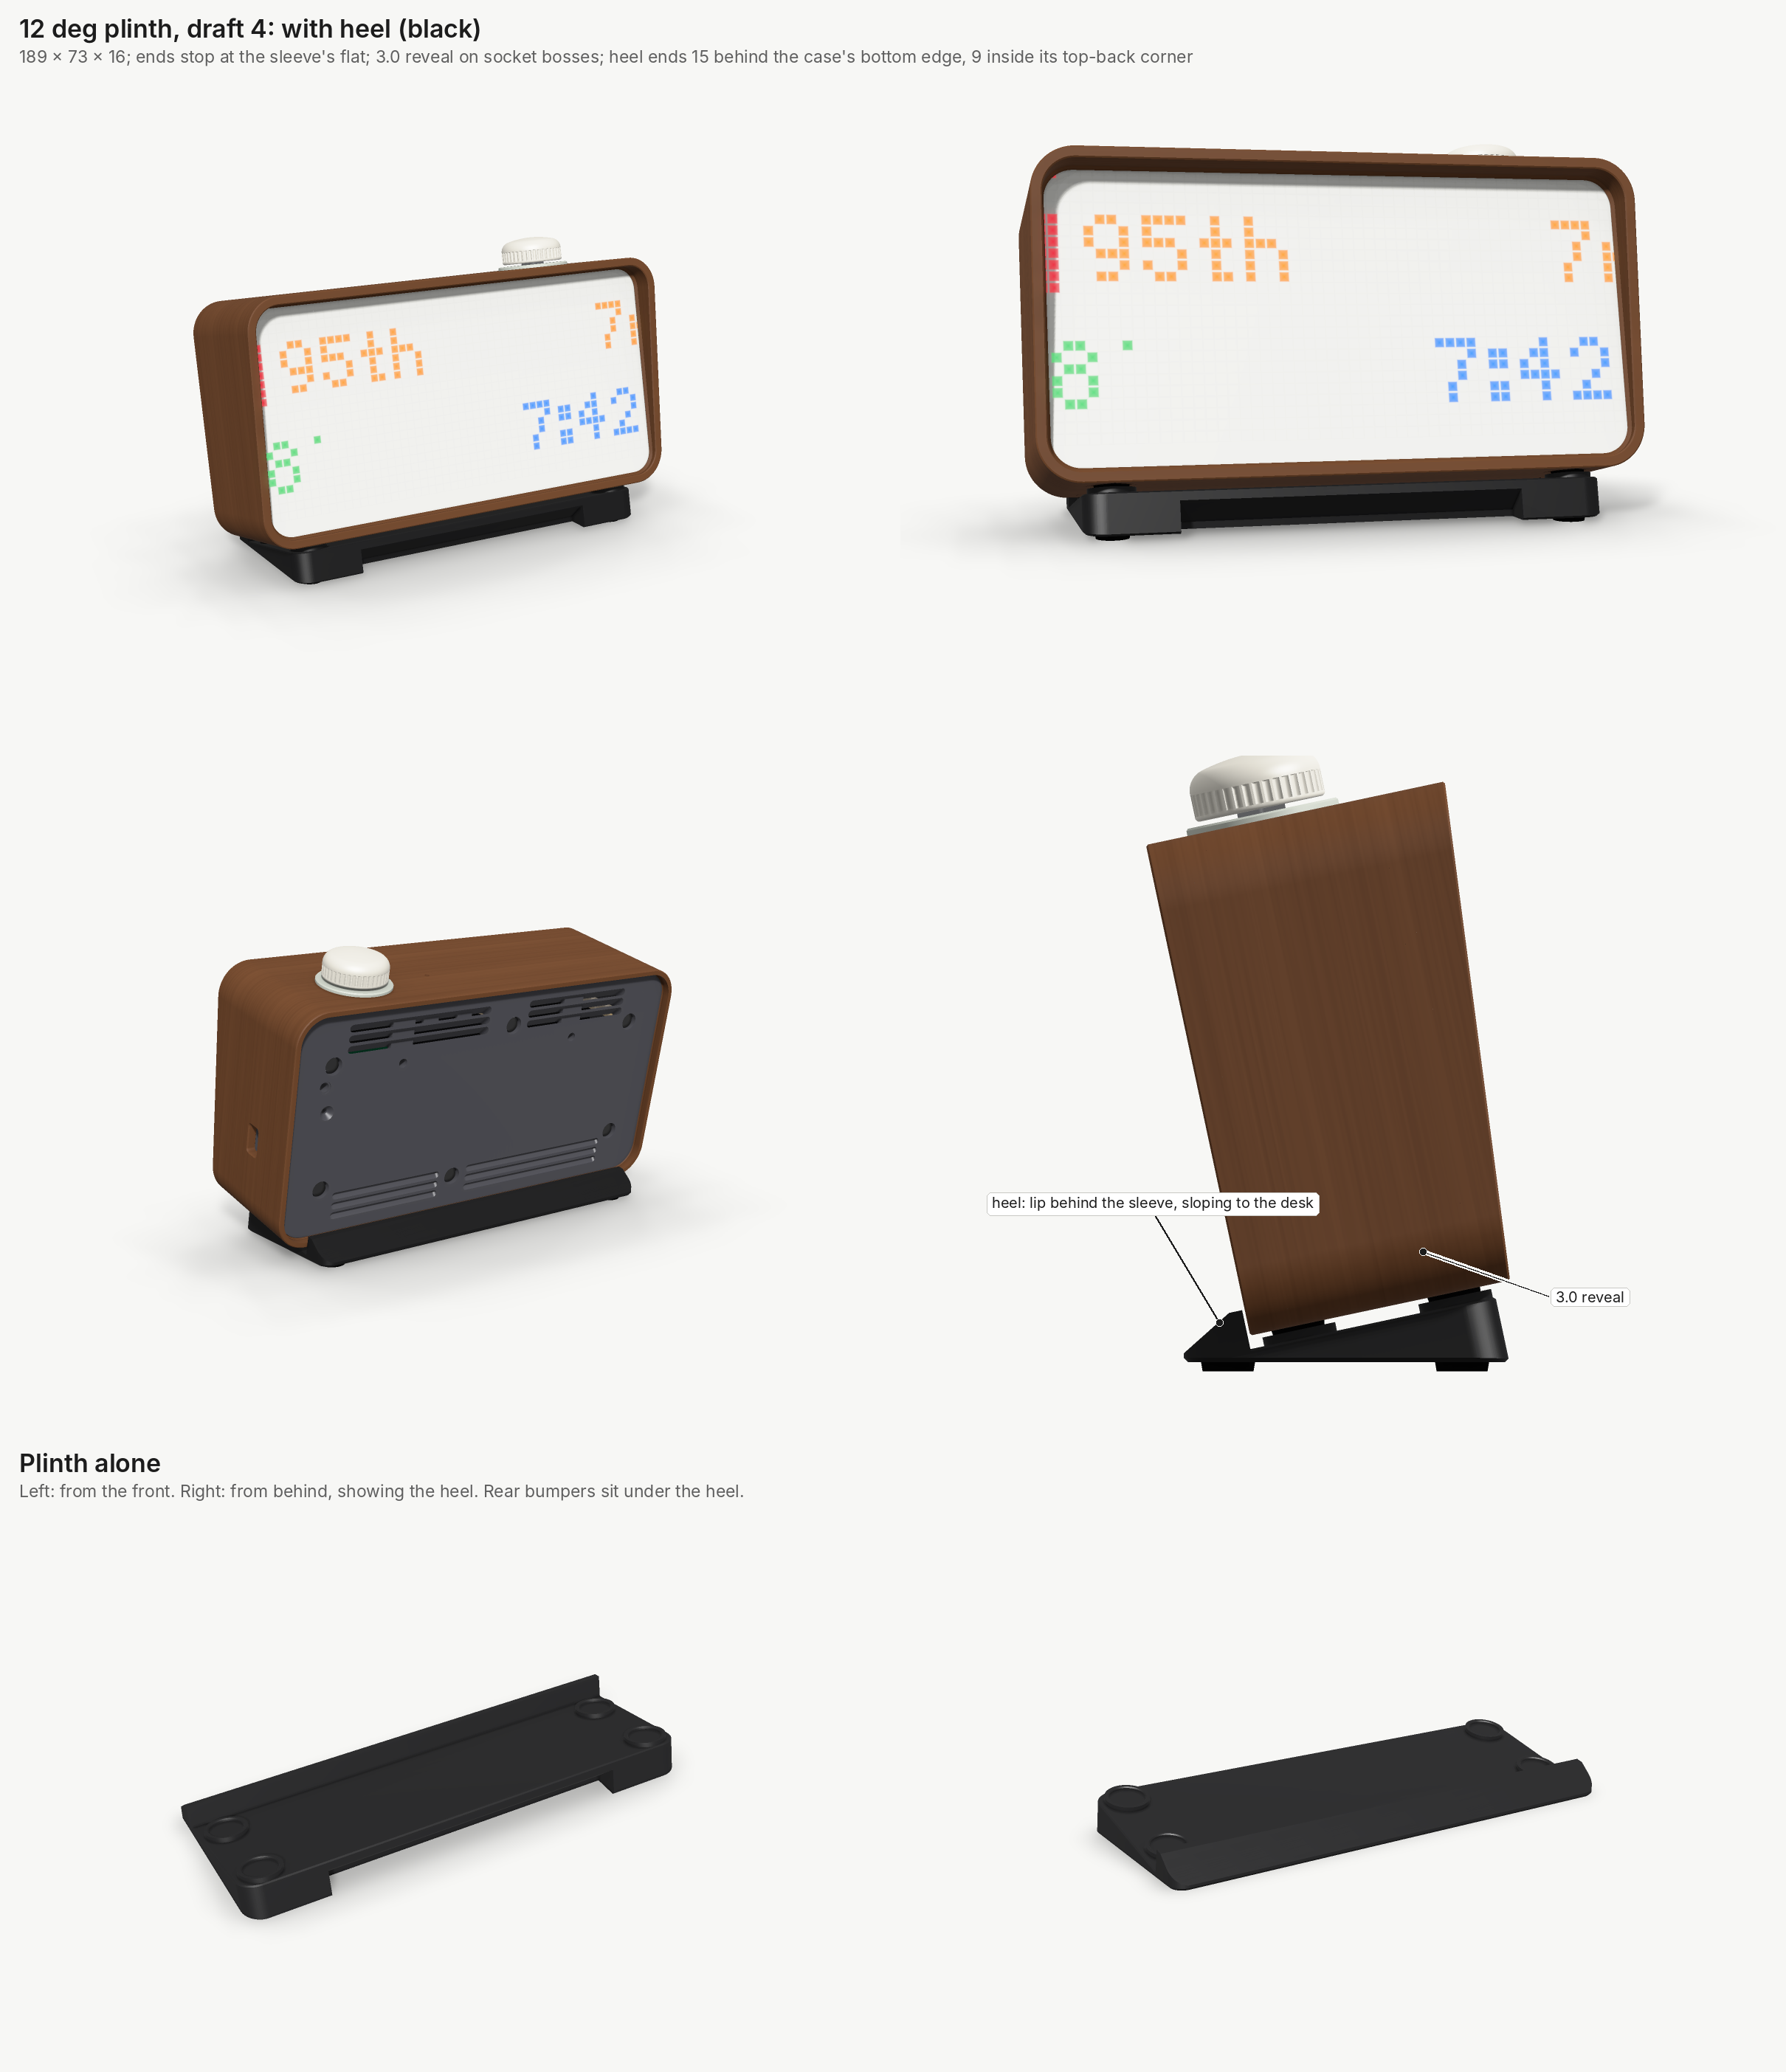 12 deg plinth, draft 4: with heel (black)
189 × 73 × 16; ends stop at the sleeve's flat; 3.0 reveal on socket bosses; heel ends 15 behind the case's bottom edge, 9 inside its top-back corner
95th 7
8 7:42
95th 7
8 7:42
heel: lip behind the sleeve, sloping to the desk
3.0 reveal
Plinth alone
Left: from the front. Right: from behind, showing the heel. Rear bumpers sit under the heel.